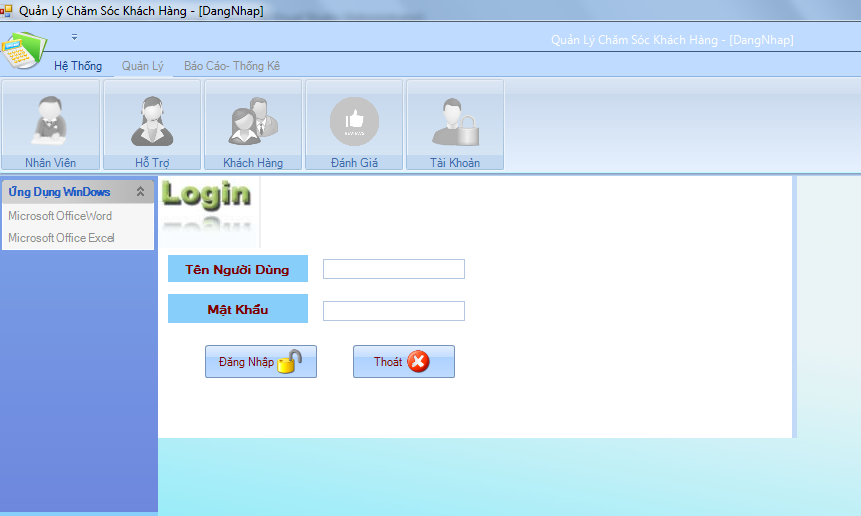 Quản Lý Chăm Sóc Khách Hàng - [DangNhap]
Quản Lý Chăm Sóc Khách Hàng - [DangNhap]
Hệ Thống Quản Lý Báo Cáo- Thống Kê
REVIEWS
Nhân Viên Hỗ Trợ Khách Hàng Đánh Giá Tài Khoản
Ứng Dụng WinDows
Microsoft OfficeWord
Microsoft Office Excel
Login
Tên Người Dùng
Mật Khẩu
Đăng Nhập Thoát